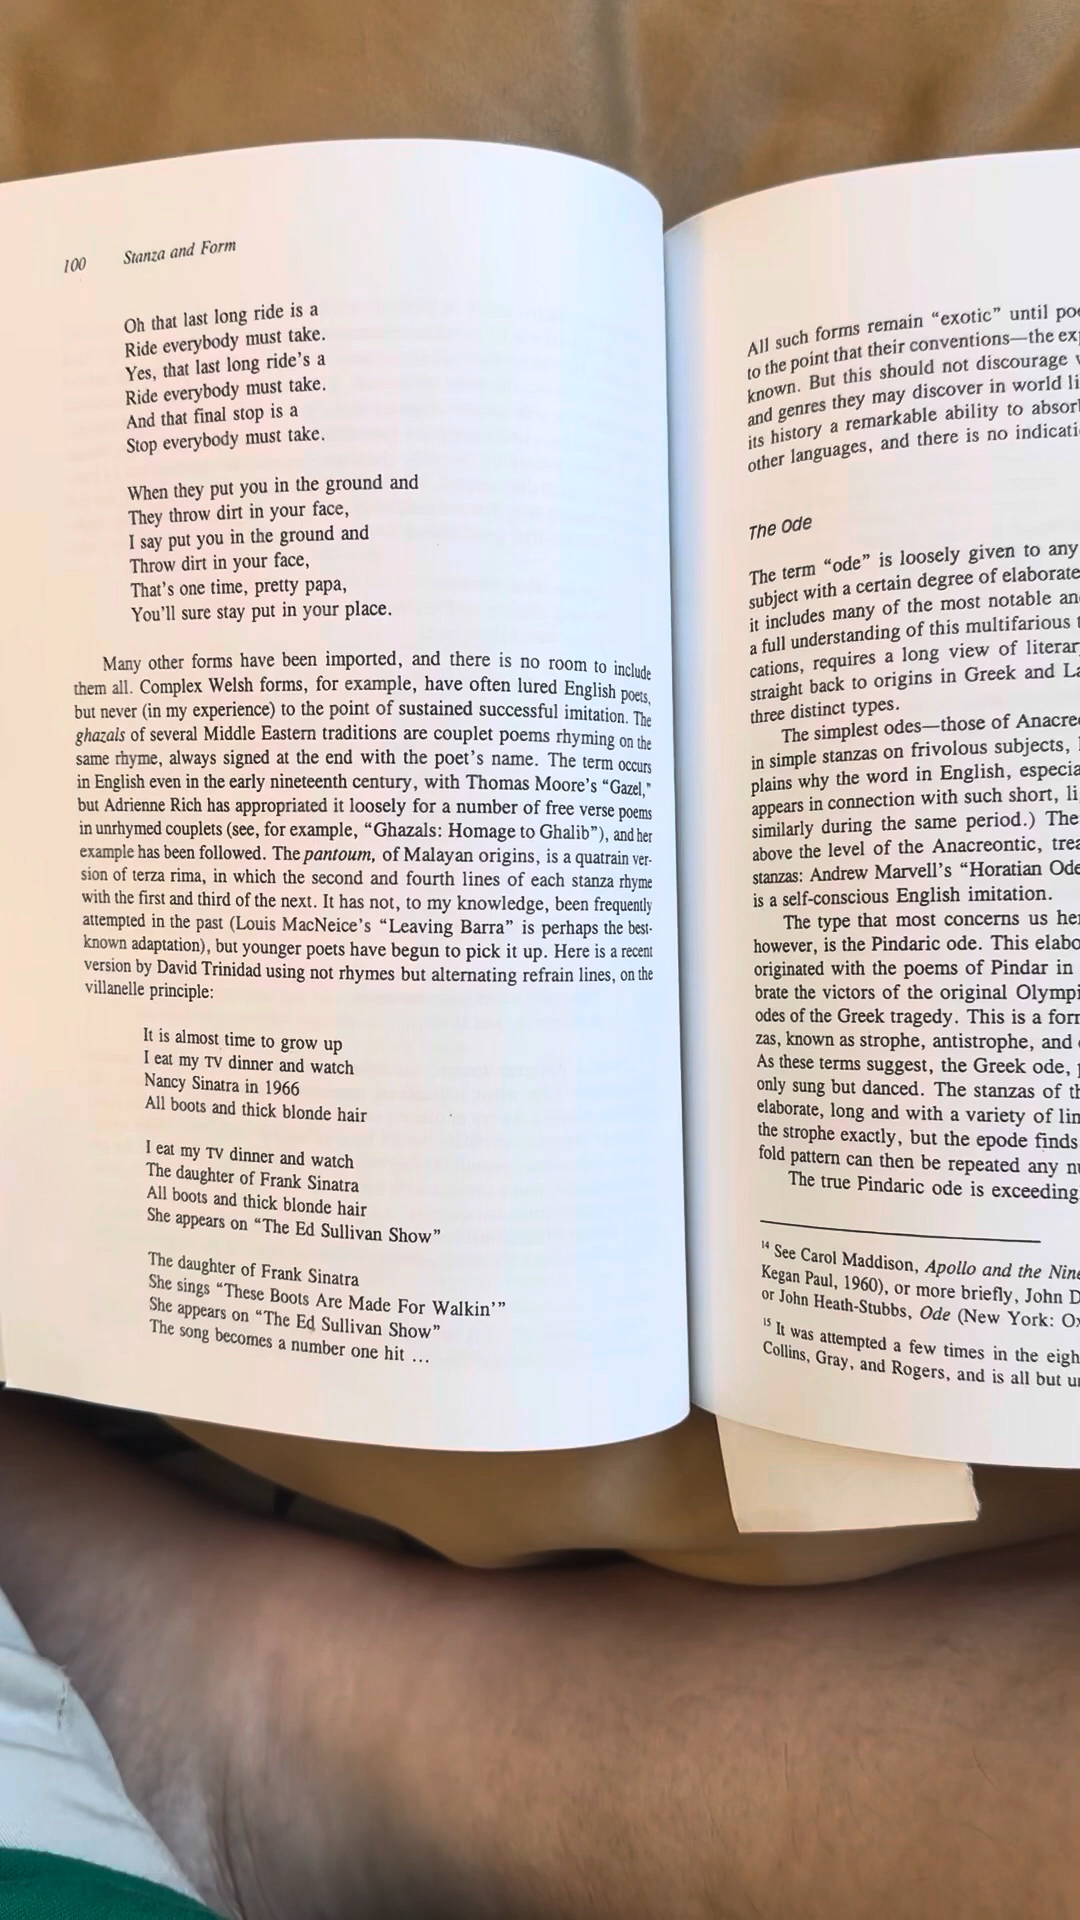 100 Stanza and Form
Oh that last long ride is a
Ride everybody must take.
Yes, that last long ride's a
Ride everybody must take.
And that final stop is a
Stop everybody must take.
When they put you in the ground and
They throw dirt in your face,
I say put you in the ground and
Throw dirt in your face,
That's one time, pretty papa,
You'll sure stay put in your place.
Many other forms have been imported, and there is no room to include
them all. Complex Welsh forms, for example, have often lured English poets,
but never (in my experience) to the point of sustained successful imitation. The
ghazals of several Middle Eastern traditions are couplet poems rhyming on the
same rhyme, always signed at the end with the poet's name. The term occurs
in English even in the early nineteenth century, with Thomas Moore's “Gazel,”
but Adrienne Rich has appropriated it loosely for a number of free verse poems
in unrhymed couplets (see, for example, “Ghazals: Homage to Ghalib”), and her
example has been followed. The pantoum, of Malayan origins, is a quatrain ver-
sion of terza rima, in which the second and fourth lines of each stanza rhyme
with the first and third of the next. It has not, to my knowledge, been frequently
attempted in the past (Louis MacNeice's “Leaving Barra” is perhaps the best-
known adaptation), but younger poets have begun to pick it up. Here is a recent
version by David Trinidad using not rhymes but alternating refrain lines, on the
villanelle principle:
It is almost time to grow up
I eat my TV dinner and watch
Nancy Sinatra in 1966
All boots and thick blonde hair
I eat my TV dinner and watch
The daughter of Frank Sinatra
All boots and thick blonde hair
She appears on “The Ed Sullivan Show”
The daughter of Frank Sinatra
She sings “These Boots Are Made For Walkin'”
She appears on “The Ed Sullivan Show”
The song becomes a number one hit ...
All such forms remain “exotic” until
to the point that their conventions—the
known. But this should not discourage
and genres they may discover in world
its history a remarkable ability to
other languages, and there is no
The Ode
The term “ode” is loosely given to any
subject with a certain degree of elaborate
it includes many of the most notable
a full understanding of this multifarious
cations, requires a long view of
straight back to origins in Greek and
three distinct types.
The simplest odes—those of
in simple stanzas on frivolous subjects,
plains why the word in English,
appears in connection with such short,
similarly during the same period.) The
above the level of the Anacreontic,
stanzas: Andrew Marvell's “Horatian Ode
is a self-conscious English imitation.
The type that most concerns us
however, is the Pindaric ode. This
originated with the poems of Pindar in
brate the victors of the original
odes of the Greek tragedy. This is a
zas, known as strophe, antistrophe, and
As these terms suggest, the Greek ode,
only sung but danced. The stanzas of
elaborate, long and with a variety of
the strophe exactly, but the epode finds
fold pattern can then be repeated any
The true Pindaric ode is
14 See Carol Maddison, Apollo and the
Kegan Paul, 1960), or more briefly, John
or John Heath-Stubbs, Ode (New York:
15 It was attempted a few times in the
Collins, Gray, and Rogers, and is all but